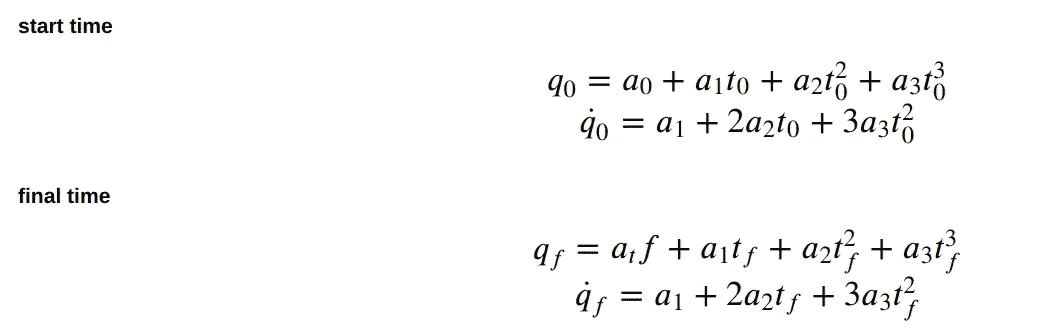 start time
q₀ = a₀ + a₁t₀ + a₂t₀² + a₃t₀³
q̇₀ = a₁ + 2a₂t₀ + 3a₃t₀²
final time
q_f = a_t f + a₁t_f + a₂t_f² + a₃t_f³
q̇_f = a₁ + 2a₂t_f + 3a₃t_f²